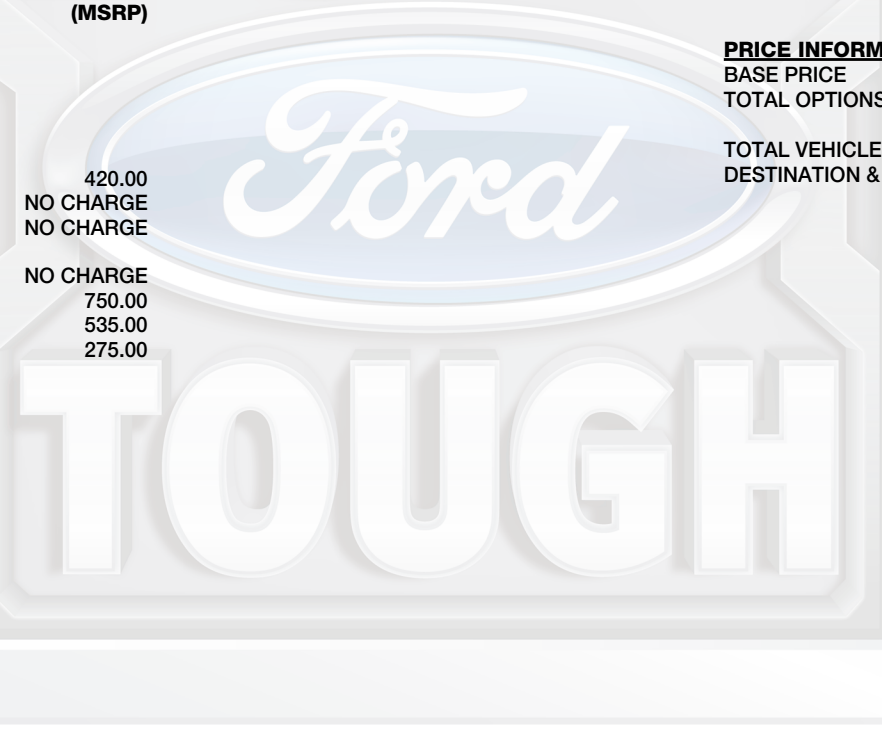 (MSRP)
PRICE INFORM
BASE PRICE
TOTAL OPTIONS
TOTAL VEHICLE
DESTINATION &
420.00
NO CHARGE
NO CHARGE
NO CHARGE
750.00
535.00
275.00
Ford
TOUGH